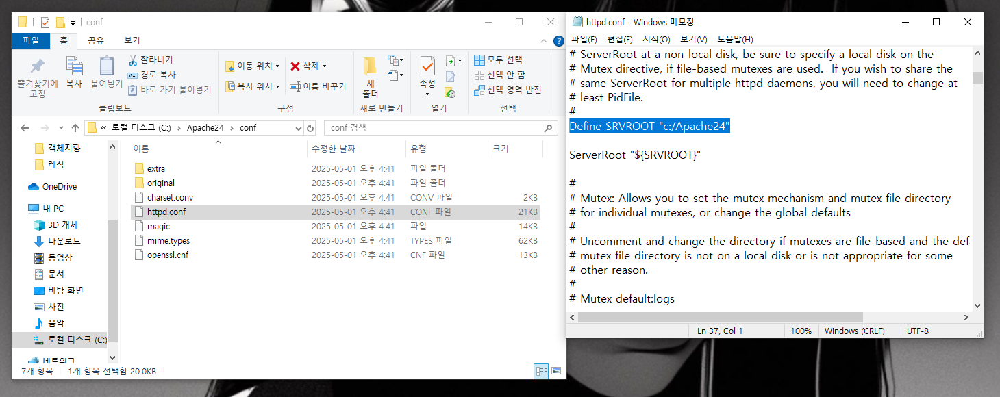 conf
파일
홈
공유
보기
즐겨찾기에
고정
복사
붙여넣기
잘라내기
경로 복사
바로 가기 붙여넣기
클립보드
이동 위치
복사 위치
삭제
이름 바꾸기
구성
새
폴더
새로 만들기
속성
열기
모두 선택
선택 안 함
선택 영역 반전
선택
« 로컬 디스크 (C:) > Apache24 > conf
conf 검색
객체지향
레식
OneDrive
내 PC
3D 개체
다운로드
동영상
문서
바탕 화면
사진
음악
로컬 디스크 (C:)
네트워크
이름 수정한 날짜 유형 크기
extra 2025-05-01 오후 4:41 파일 폴더
original 2025-05-01 오후 4:41 파일 폴더
charset.conv 2025-05-01 오후 4:41 CONV 파일 2KB
httpd.conf 2025-05-01 오후 4:41 CONF 파일 21KB
magic 2025-05-01 오후 4:41 파일 14KB
mime.types 2025-05-01 오후 4:41 TYPES 파일 62KB
openssl.cnf 2025-05-01 오후 4:41 CNF 파일 13KB
7개 항목 1개 항목 선택함 20.0KB
httpd.conf - Windows 메모장
파일(F) 편집(E) 서식(O) 보기(V) 도움말(H)
# ServerRoot at a non-local disk, be sure to specify a local disk on the
# Mutex directive, if file-based mutexes are used.  If you wish to share the
# same ServerRoot for multiple httpd daemons, you will need to change at
# least PidFile.
#
Define SRVROOT "c:/Apache24"
ServerRoot "${SRVROOT}"
#
# Mutex: Allows you to set the mutex mechanism and mutex file directory
# for individual mutexes, or change the global defaults
#
# Uncomment and change the directory if mutexes are file-based and the def
# mutex file directory is not on a local disk or is not appropriate for some
# other reason.
#
# Mutex default:logs
Ln 37, Col 1 100% Windows (CRLF) UTF-8